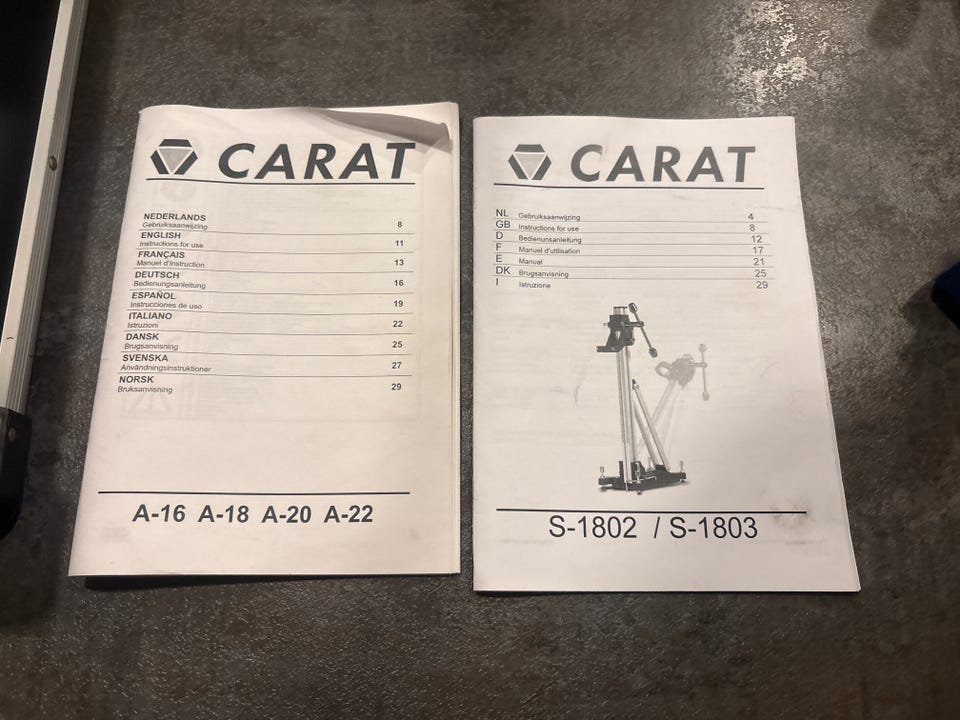 CARAT
NEDERLANDS
Gebruiksaanwijzing 8
ENGLISH
Instructions for use 11
FRANÇAIS
Manuel d'instruction 13
DEUTSCH
Bedienungsanleitung 16
ESPAÑOL
Instrucciones de uso 19
ITALIANO
Istruzioni 22
DANSK
Brugsanvisning 25
SVENSKA
Användningsinstruktioner 27
NORSK
Bruksanvisning 29
A-16 A-18 A-20 A-22
CARAT
NL Gebruiksaanwijzing 4
GB Instructions for use 8
D Bedienunsanleitung 12
F Manuel d'utilisation 17
E Manual 21
DK Brugsanvisning 25
I Istruzione 29
S-1802 / S-1803